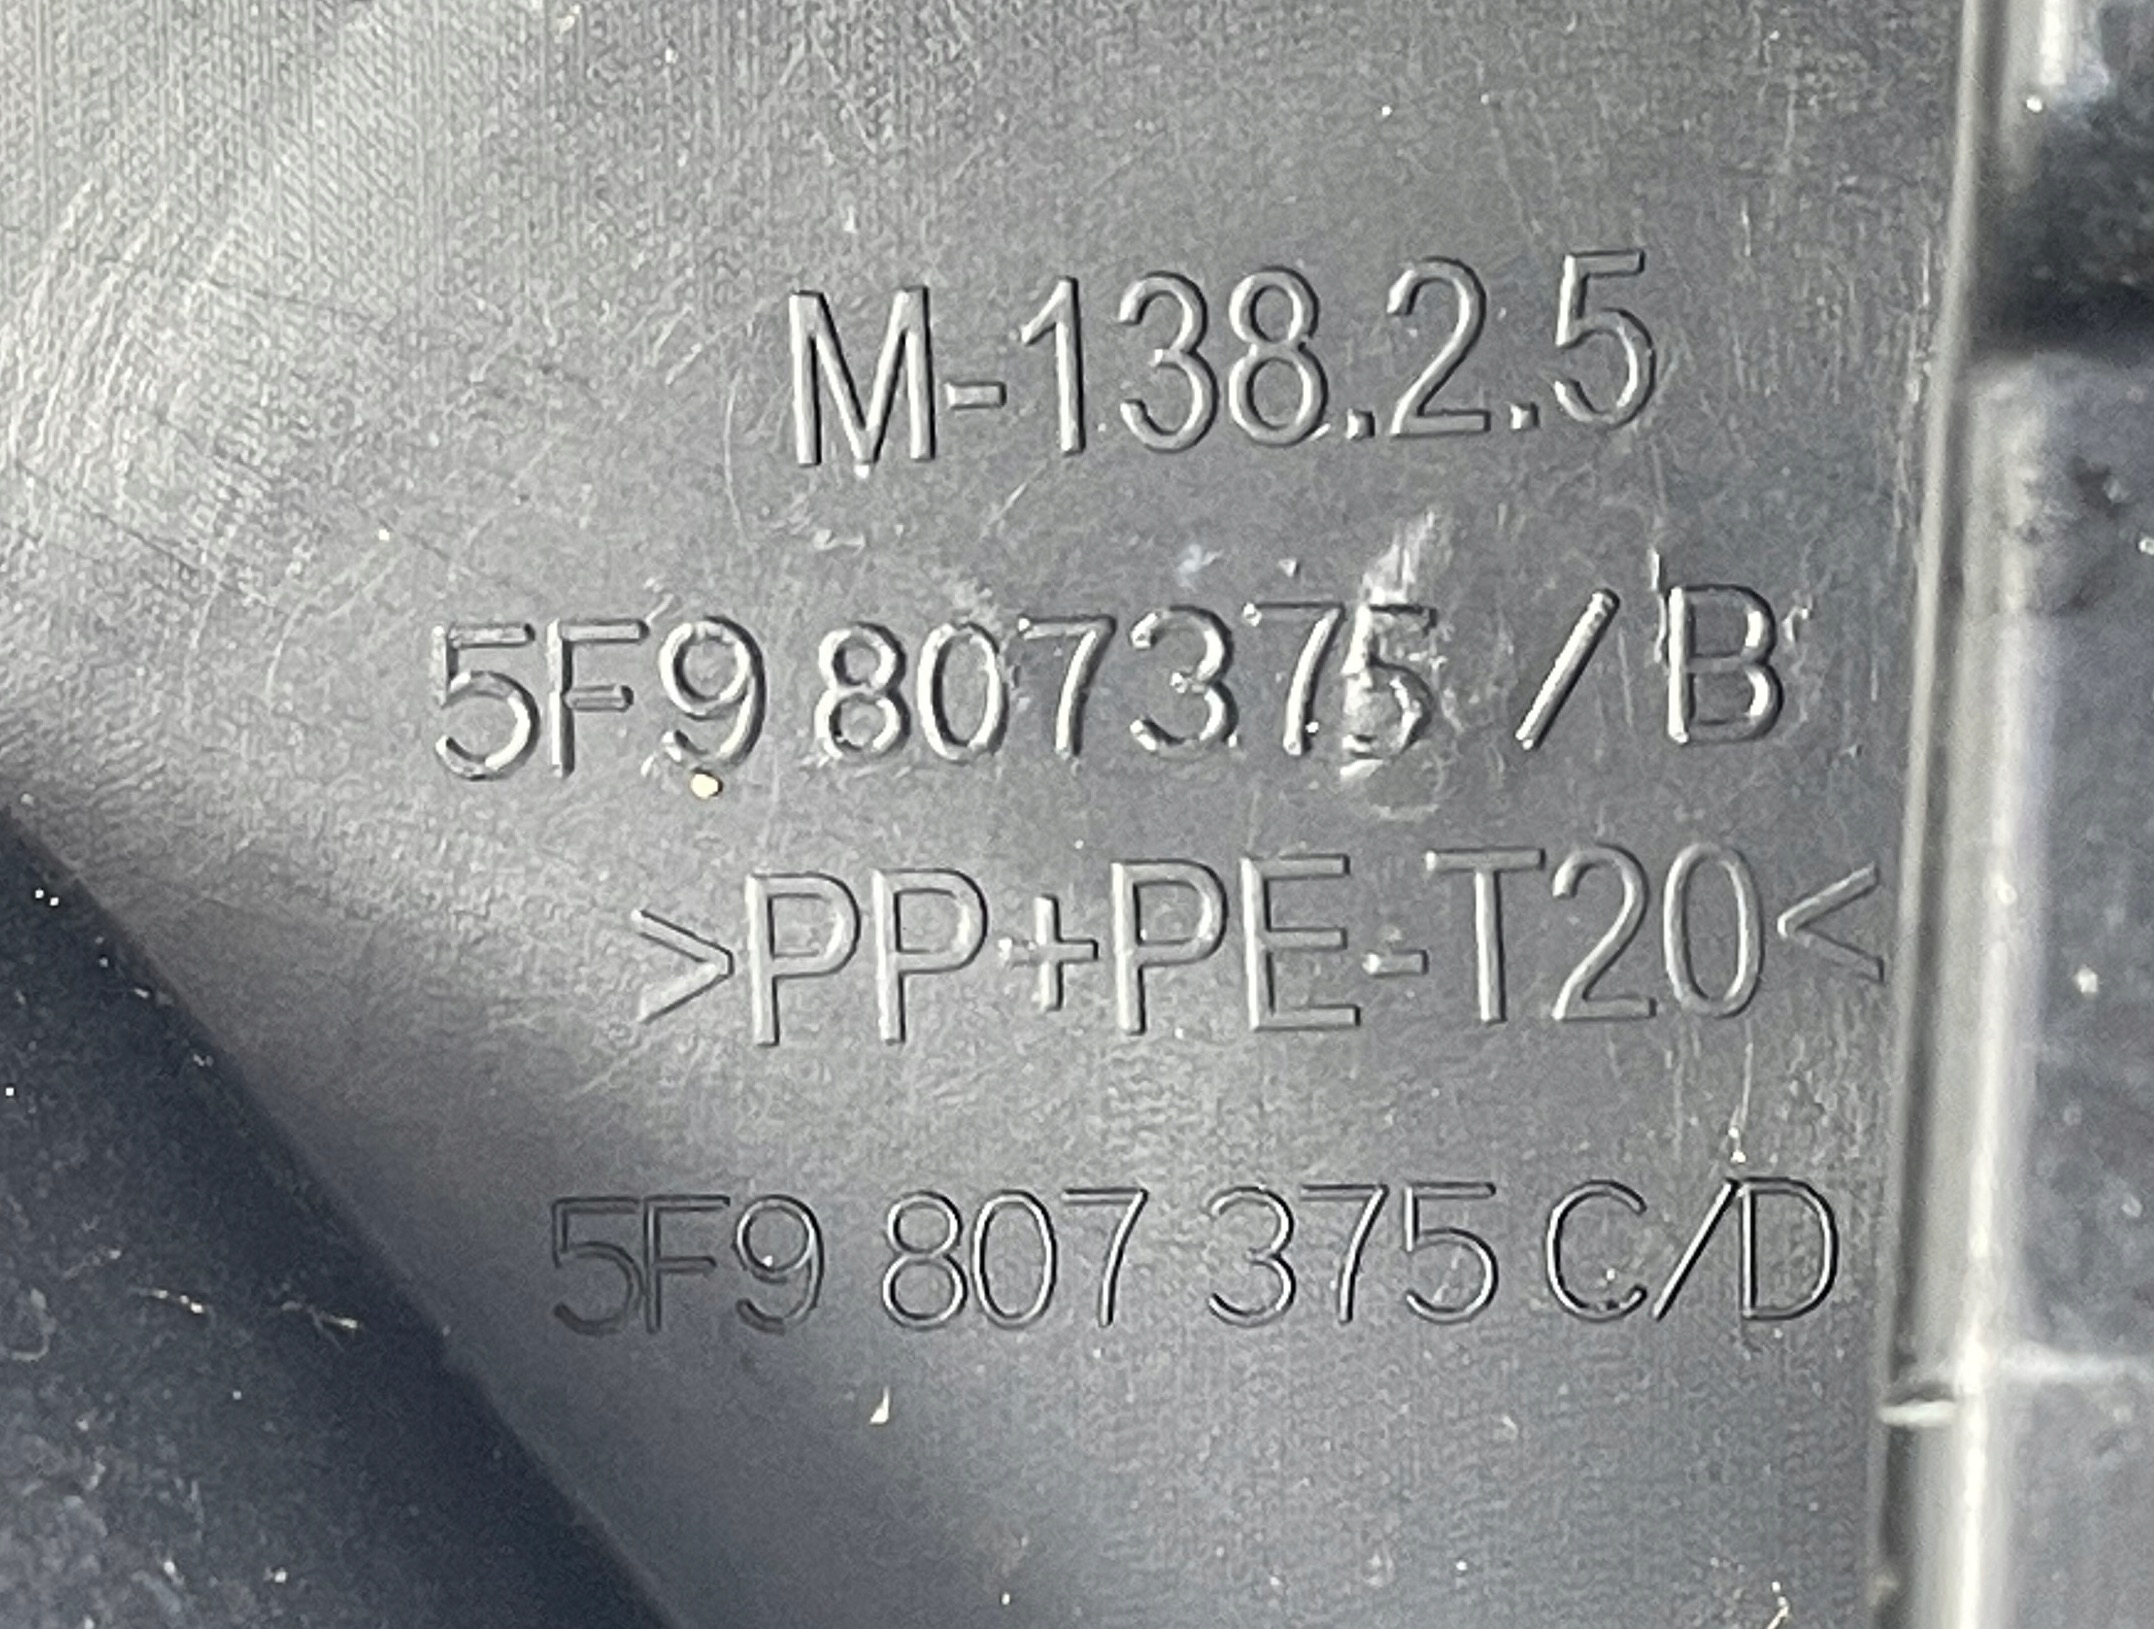 M-138.2.5
5F9 807375 / B
>PP+PE-T20<
5F9 807 375 C/D